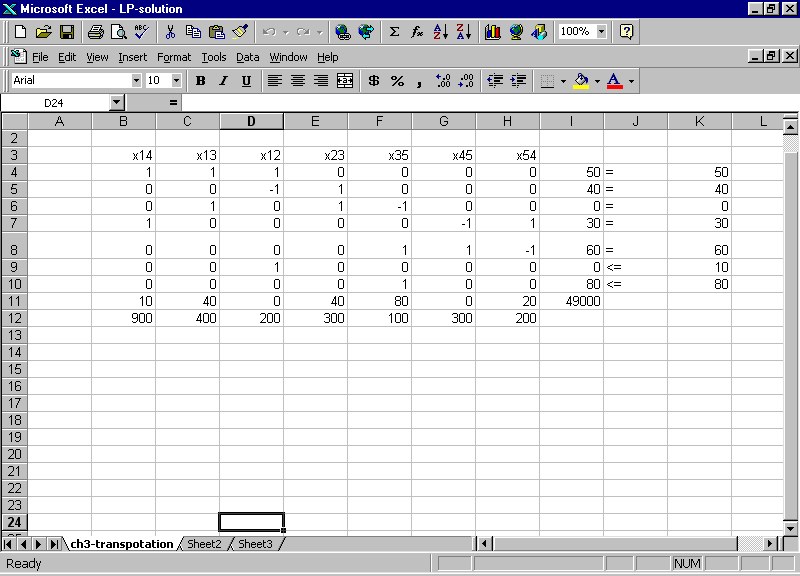 Microsoft Excel - LP-solution
Σ fx 100% ?
File Edit View Insert Format Tools Data Window Help
Arial 10 B I U $ % ,
D24 =
A B C D E F G H I J K L
2
3 x14 x13 x12 x23 x35 x45 x54
4 1 1 1 0 0 0 0 50 = 50
5 0 0 -1 1 0 0 0 40 = 40
6 0 1 0 1 -1 0 0 0 = 0
7 1 0 0 0 0 -1 1 30 = 30
8 0 0 0 0 1 1 -1 60 = 60
9 0 0 1 0 0 0 0 0 <= 10
10 0 0 0 0 1 0 0 80 <= 80
11 10 40 0 40 80 0 20 49000
12 900 400 200 300 100 300 200
13
14
15
16
17
18
19
20
21
22
23
24
ch3-transpotation Sheet2 Sheet3
Ready NUM